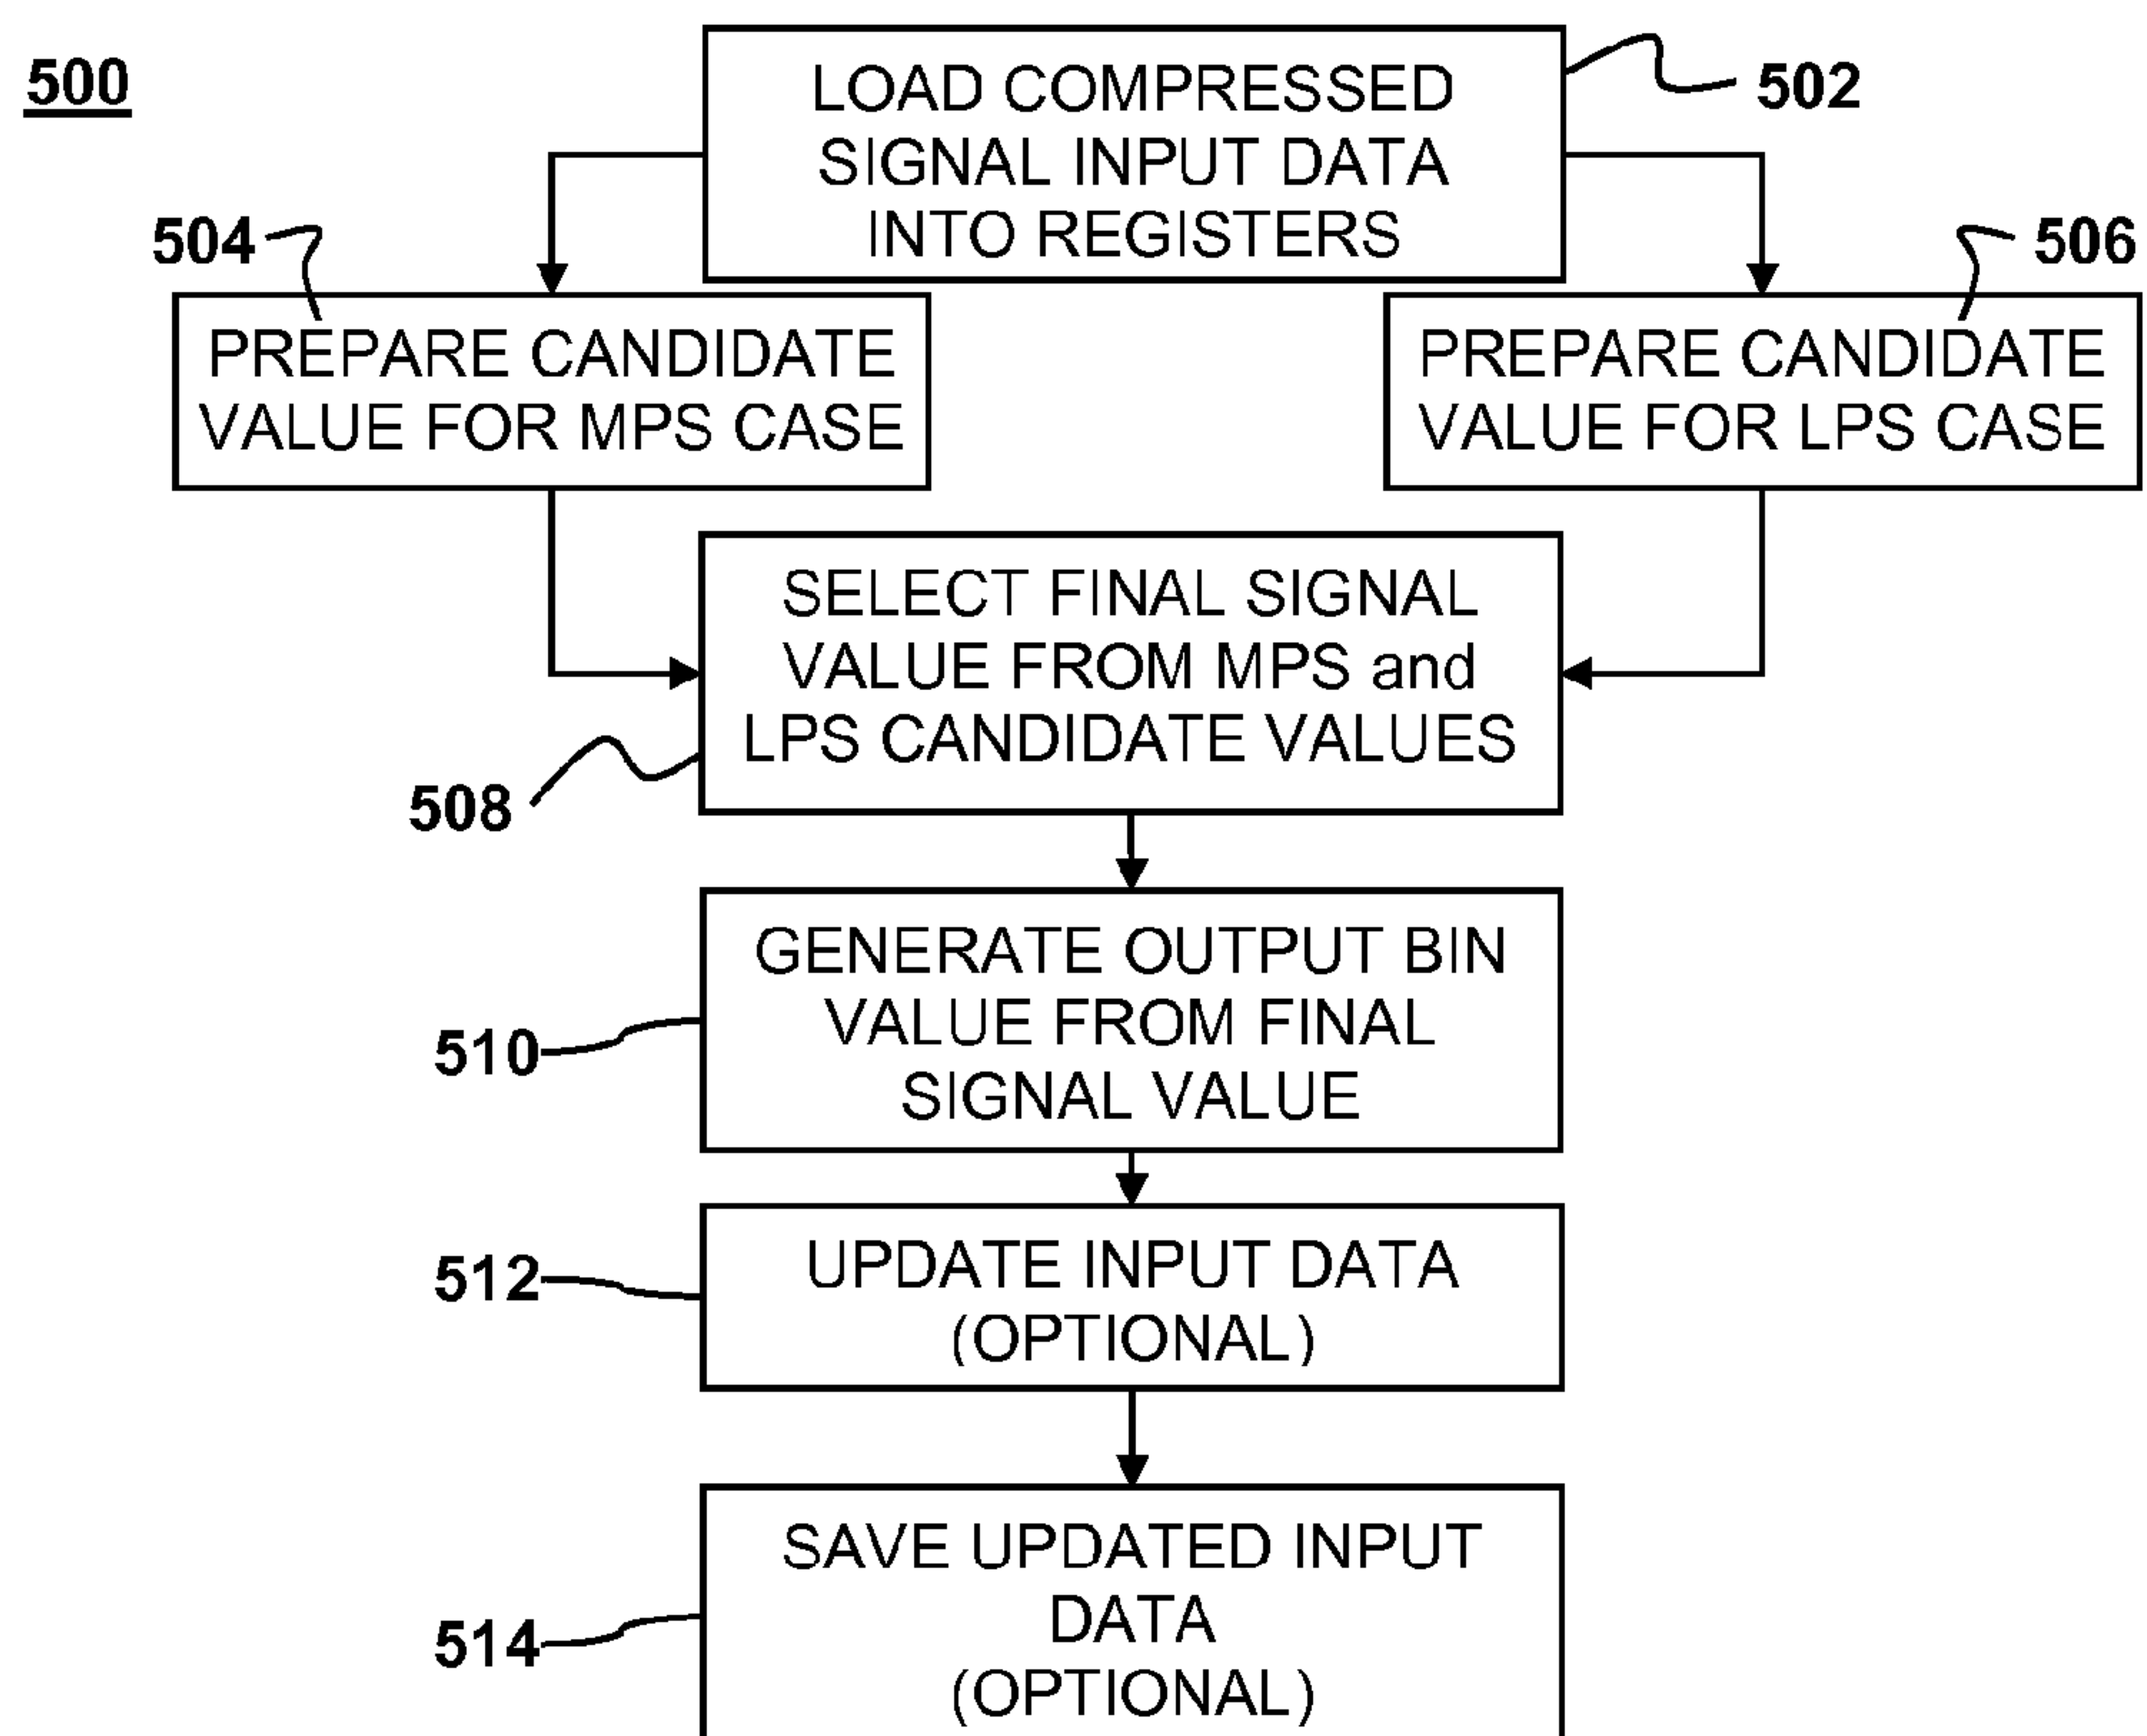 500
LOAD COMPRESSED
SIGNAL INPUT DATA
INTO REGISTERS
502
504
PREPARE CANDIDATE
VALUE FOR MPS CASE
506
PREPARE CANDIDATE
VALUE FOR LPS CASE
SELECT FINAL SIGNAL
VALUE FROM MPS and
LPS CANDIDATE VALUES
508
GENERATE OUTPUT BIN
VALUE FROM FINAL
SIGNAL VALUE
510
UPDATE INPUT DATA
(OPTIONAL)
512
SAVE UPDATED INPUT
DATA
(OPTIONAL)
514